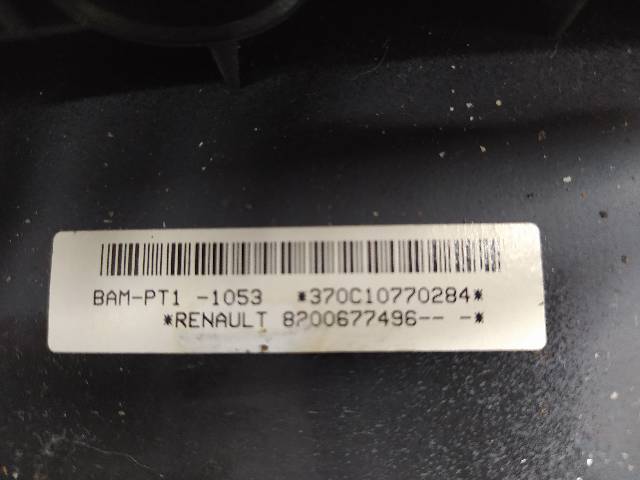 BAM-PT1 -1053 *370C10770284*
*RENAULT 8200677496-- -*